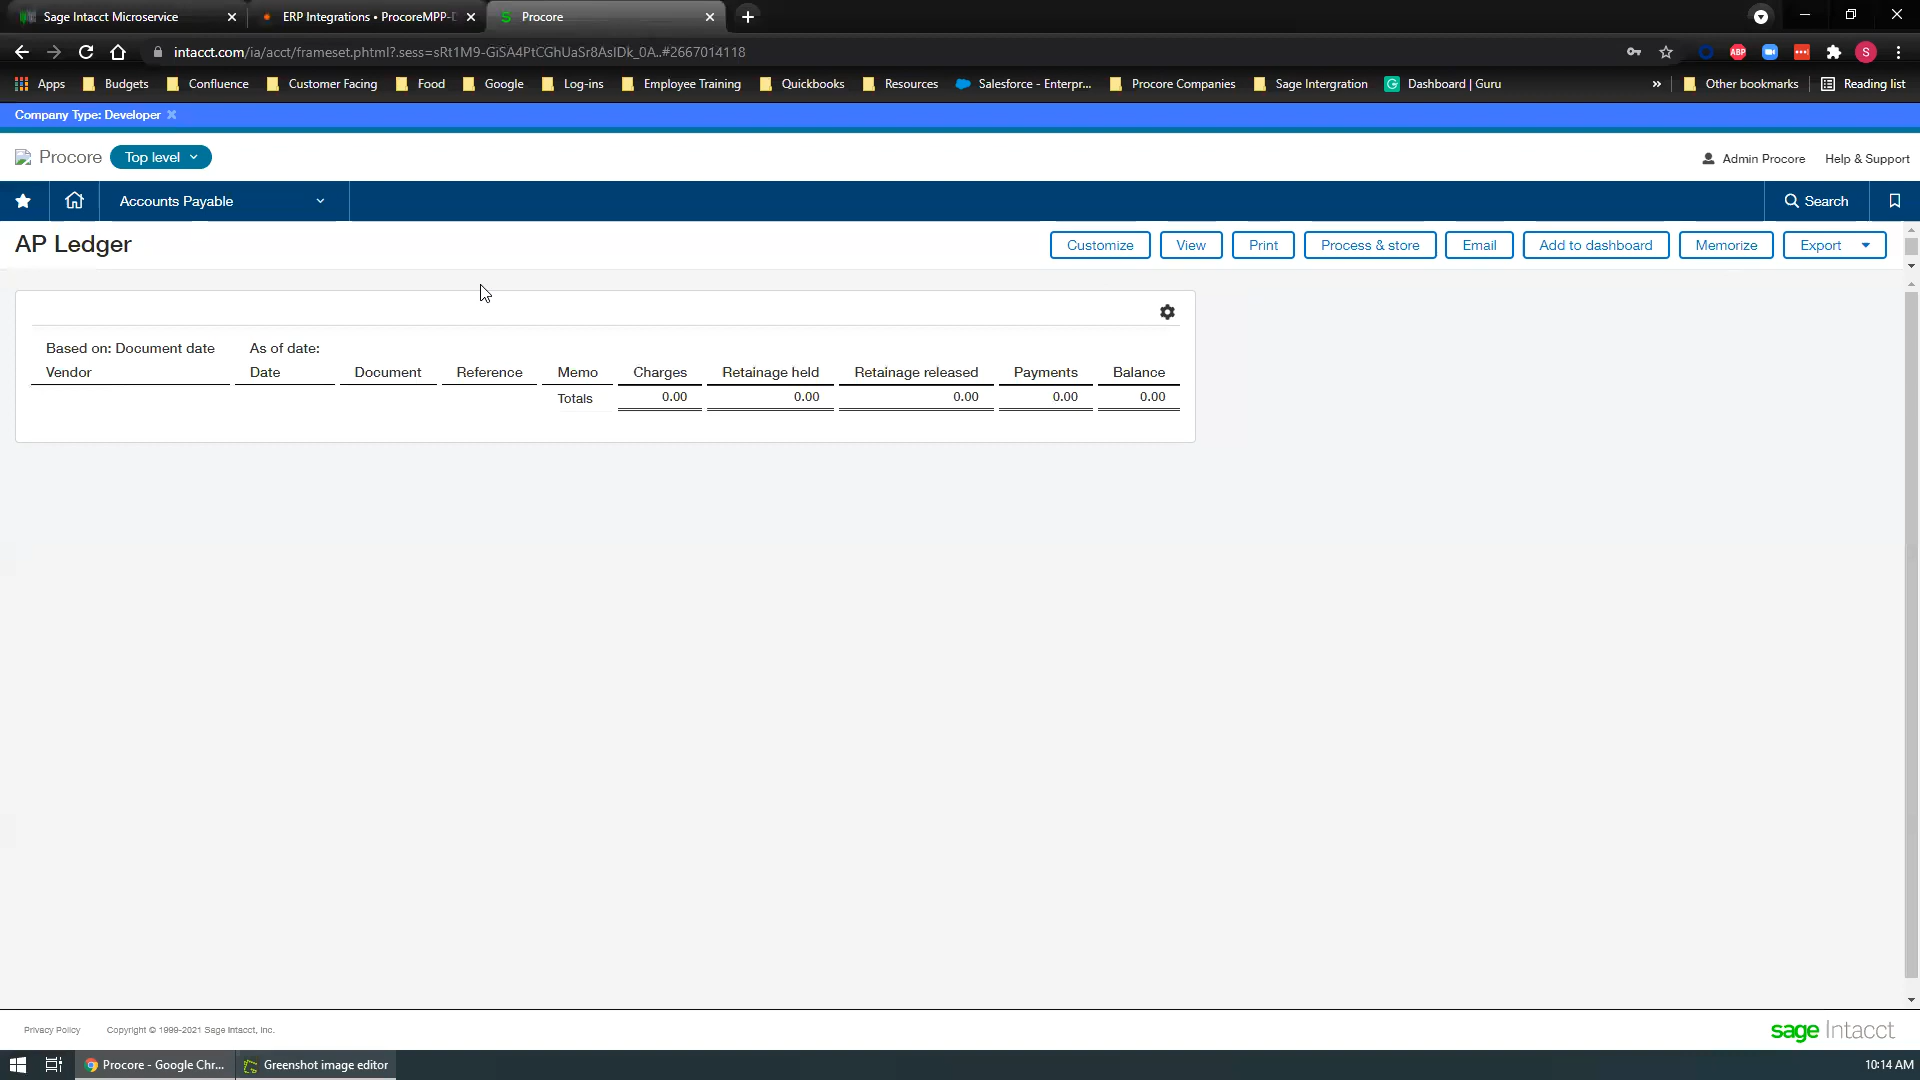 Sage Intacct Microservice
ERP Integrations • ProcoreMPP-D
Procore
intacct.com/ia/acct/frameset.phtml?.sess=sRt1M9-GiSA4PtCGhUaSr8AsIDk_0A..#2667014118
ABP
S
Apps Budgets Confluence Customer Facing Food Google Log-ins Employee Training Quickbooks Resources Salesforce - Enterpr... Procore Companies Sage Intergration Dashboard | Guru » Other bookmarks Reading list
Company Type: Developer
Procore Top level Admin Procore Help & Support
Accounts Payable Search
AP Ledger Customize View Print Process & store Email Add to dashboard Memorize Export
Based on: Document date As of date:
Vendor Date Document Reference Memo Charges Retainage held Retainage released Payments Balance
Totals 0.00 0.00 0.00 0.00 0.00
Privacy Policy Copyright © 1999-2021 Sage Intacct, Inc. sage Intacct
Procore - Google Chr... Greenshot image editor 10:14 AM